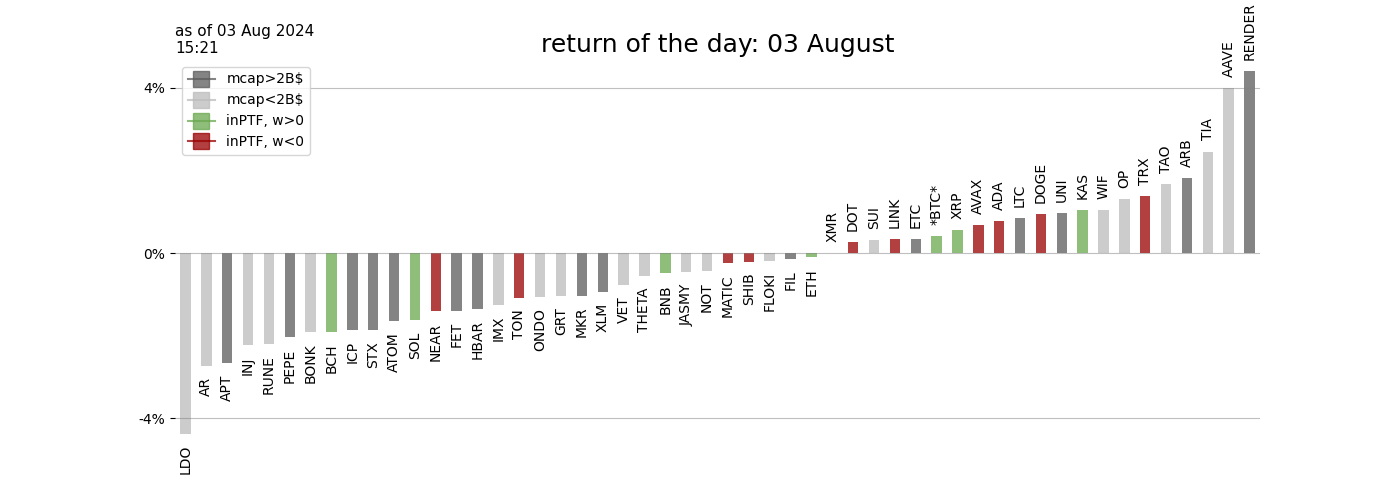 as of 03 Aug 2024
15:21
return of the day: 03 August
mcap>2B$
mcap<2B$
inPTF, w>0
inPTF, w<0
4%
0%
-4%
LDO
AR
APT
INJ
RUNE
PEPE
BONK
BCH
ICP
STX
ATOM
SOL
NEAR
FET
HBAR
IMX
TON
ONDO
GRT
MKR
XLM
VET
THETA
BNB
JASMY
NOT
MATIC
SHIB
FLOKI
FIL
ETH
XMR
DOT
SUI
LINK
ETC
*BTC*
XRP
AVAX
ADA
LTC
DOGE
UNI
KAS
WIF
OP
TRX
TAO
ARB
TIA
AAVE
RENDER